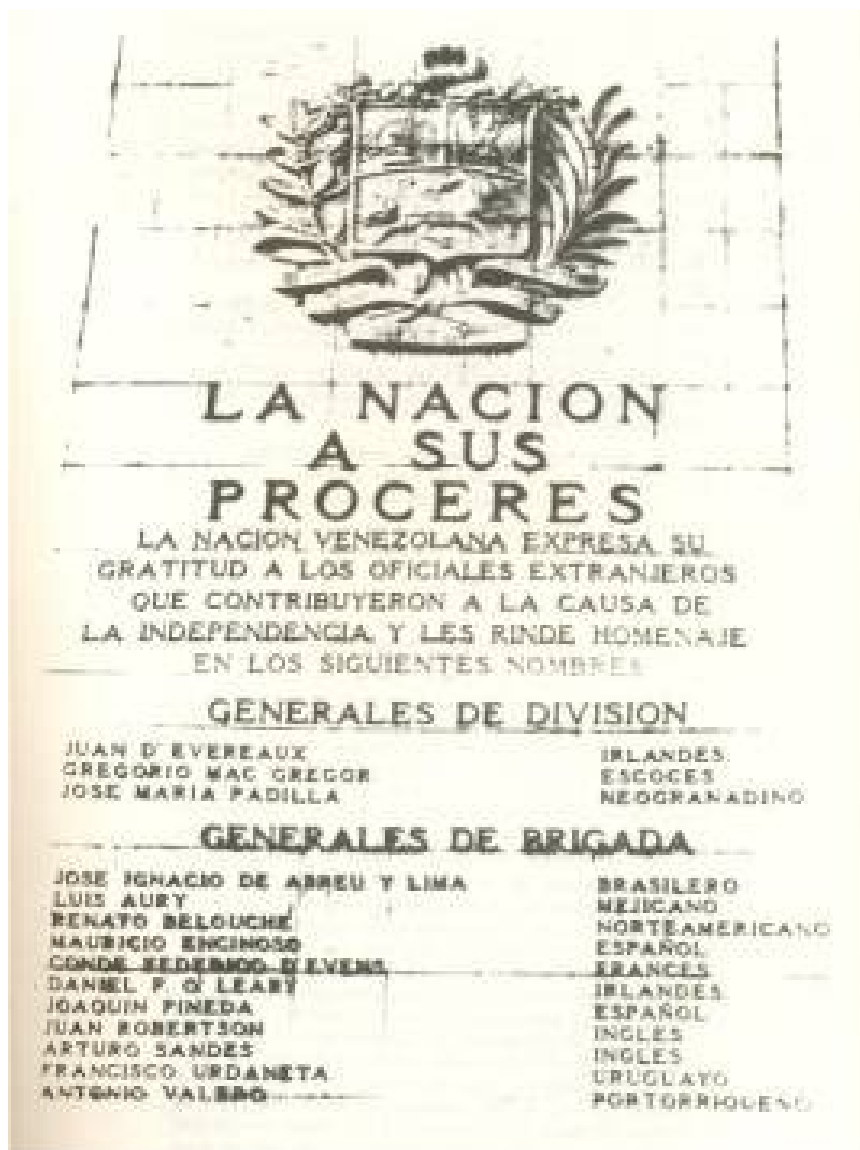 LA NACION
A SUS
PROCERES
LA NACION VENEZOLANA EXPRESA SU
GRATITUD A LOS OFICIALES EXTRANJEROS
QUE CONTRIBUYERON A LA CAUSA DE
LA INDEPENDENCIA Y LES RINDE HOMENAJE
EN LOS SIGUIENTES NOMBRES
GENERALES DE DIVISION
JUAN D'EVEREAUX IRLANDES
GREGORIO MAC GREGOR ESCOCES
JOSE MARIA PADILLA NEOGRANADINO
GENERALES DE BRIGADA
JOSE IGNACIO DE ABREU Y LIMA BRASILERO
LUIS AURY MEJICANO
RENATO BELOUCHE NORTEAMERICANO
MAURICIO ENCINOSO ESPAÑOL
CONDE FEDERICO D'EVENS FRANCES
DANIEL F. O'LEARY IRLANDES
JOAQUIN PINEDA ESPAÑOL
JUAN ROBERTSON INGLES
ARTURO SANDES INGLES
FRANCISCO URDANETA URUGUAYO
ANTONIO VALERO PORTORRIQUEÑO